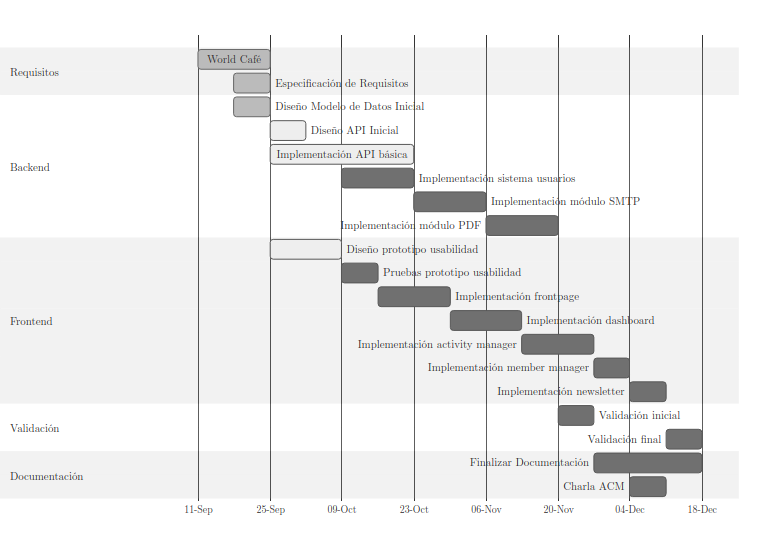 World Café
Requisitos
Especificación de Requisitos
Diseño Modelo de Datos Inicial
Diseño API Inicial
Implementación API básica
Backend
Implementación sistema usuarios
Implementación módulo SMTP
Implementación módulo PDF
Diseño prototipo usabilidad
Pruebas prototipo usabilidad
Implementación frontpage
Frontend
Implementación dashboard
Implementación activity manager
Implementación member manager
Implementación newsletter
Validación inicial
Validación
Validación final
Finalizar Documentación
Documentación
Charla ACM
11-Sep 25-Sep 09-Oct 23-Oct 06-Nov 20-Nov 04-Dec 18-Dec